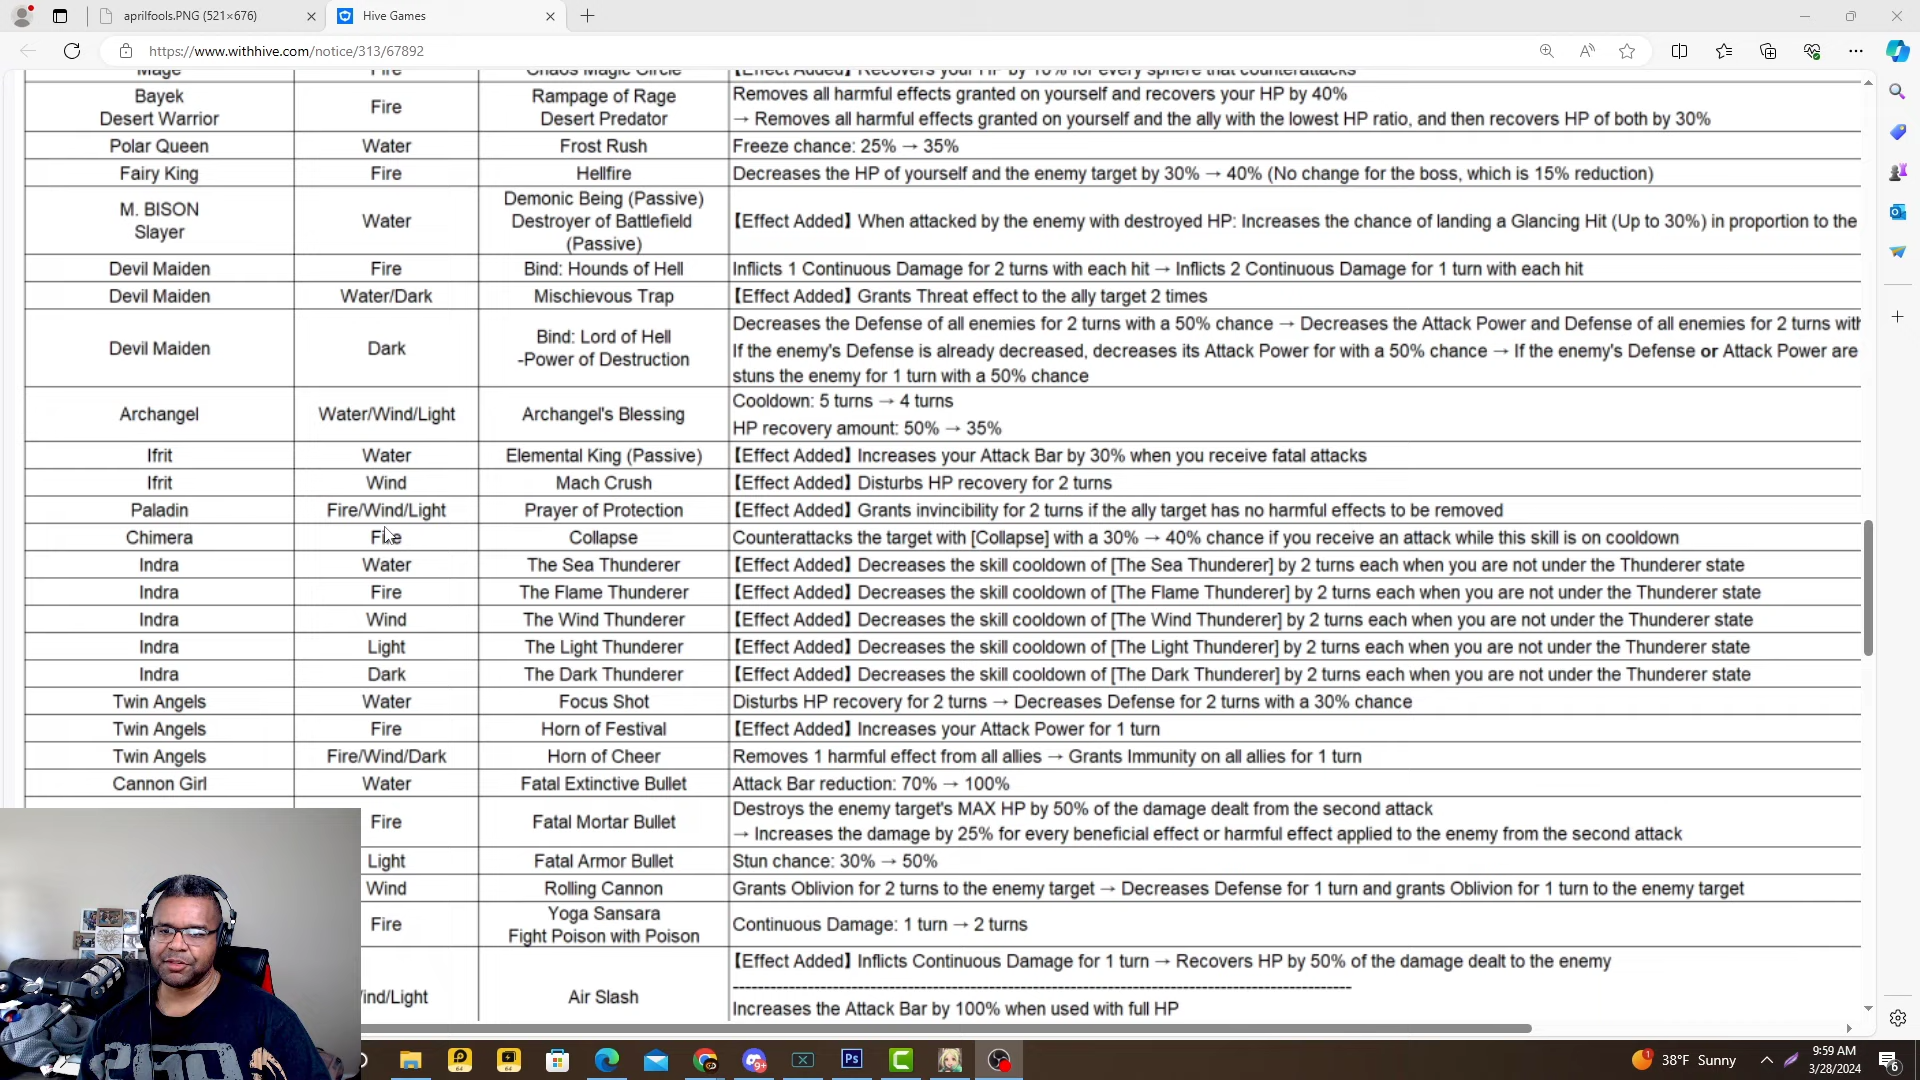 aprilfools.PNG (521×676)
Hive Games
https://www.withhive.com/notice/313/67892
Mage Fire Chaos Magic Circle 【Effect Added】 Recovers your HP by 10% for every sphere that counterattacks
Bayek
Desert Warrior
Fire
Rampage of Rage
Desert Predator
Removes all harmful effects granted on yourself and recovers your HP by 40%
→ Removes all harmful effects granted on yourself and the ally with the lowest HP ratio, and then recovers HP of both by 30%
Polar Queen Water Frost Rush Freeze chance: 25% → 35%
Fairy King Fire Hellfire Decreases the HP of yourself and the enemy target by 30% → 40% (No change for the boss, which is 15% reduction)
M. BISON
Slayer
Water
Demonic Being (Passive)
Destroyer of Battlefield
(Passive)
【Effect Added】 When attacked by the enemy with destroyed HP: Increases the chance of landing a Glancing Hit (Up to 30%) in proportion to the
Devil Maiden Fire Bind: Hounds of Hell Inflicts 1 Continuous Damage for 2 turns with each hit → Inflicts 2 Continuous Damage for 1 turn with each hit
Devil Maiden Water/Dark Mischievous Trap 【Effect Added】 Grants Threat effect to the ally target 2 times
Devil Maiden
Dark
Bind: Lord of Hell
-Power of Destruction
Decreases the Defense of all enemies for 2 turns with a 50% chance → Decreases the Attack Power and Defense of all enemies for 2 turns with
If the enemy's Defense is already decreased, decreases its Attack Power for with a 50% chance → If the enemy's Defense or Attack Power are
stuns the enemy for 1 turn with a 50% chance
Archangel
Water/Wind/Light
Archangel's Blessing
Cooldown: 5 turns → 4 turns
HP recovery amount: 50% → 35%
Ifrit Water Elemental King (Passive) 【Effect Added】 Increases your Attack Bar by 30% when you receive fatal attacks
Ifrit Wind Mach Crush 【Effect Added】 Disturbs HP recovery for 2 turns
Paladin Fire/Wind/Light Prayer of Protection 【Effect Added】 Grants invincibility for 2 turns if the ally target has no harmful effects to be removed
Chimera Fire Collapse Counterattacks the target with [Collapse] with a 30% → 40% chance if you receive an attack while this skill is on cooldown
Indra Water The Sea Thunderer 【Effect Added】 Decreases the skill cooldown of [The Sea Thunderer] by 2 turns each when you are not under the Thunderer state
Indra Fire The Flame Thunderer 【Effect Added】 Decreases the skill cooldown of [The Flame Thunderer] by 2 turns each when you are not under the Thunderer state
Indra Wind The Wind Thunderer 【Effect Added】 Decreases the skill cooldown of [The Wind Thunderer] by 2 turns each when you are not under the Thunderer state
Indra Light The Light Thunderer 【Effect Added】 Decreases the skill cooldown of [The Light Thunderer] by 2 turns each when you are not under the Thunderer state
Indra Dark The Dark Thunderer 【Effect Added】 Decreases the skill cooldown of [The Dark Thunderer] by 2 turns each when you are not under the Thunderer state
Twin Angels Water Focus Shot Disturbs HP recovery for 2 turns → Decreases Defense for 2 turns with a 30% chance
Twin Angels Fire Horn of Festival 【Effect Added】 Increases your Attack Power for 1 turn
Twin Angels Fire/Wind/Dark Horn of Cheer Removes 1 harmful effect from all allies → Grants Immunity on all allies for 1 turn
Cannon Girl Water Fatal Extinctive Bullet Attack Bar reduction: 70% → 100%
Fire
Fatal Mortar Bullet
Destroys the enemy target's MAX HP by 50% of the damage dealt from the second attack
→ Increases the damage by 25% for every beneficial effect or harmful effect applied to the enemy from the second attack
Light Fatal Armor Bullet Stun chance: 30% → 50%
Wind Rolling Cannon Grants Oblivion for 2 turns to the enemy target → Decreases Defense for 1 turn and grants Oblivion for 1 turn to the enemy target
Fire
Yoga Sansara
Fight Poison with Poison
Continuous Damage: 1 turn → 2 turns
ind/Light
Air Slash
【Effect Added】 Inflicts Continuous Damage for 1 turn → Recovers HP by 50% of the damage dealt to the enemy
Increases the Attack Bar by 100% when used with full HP
64
64
9+
Ps
1
38°F Sunny
9:59 AM
3/28/2024
6